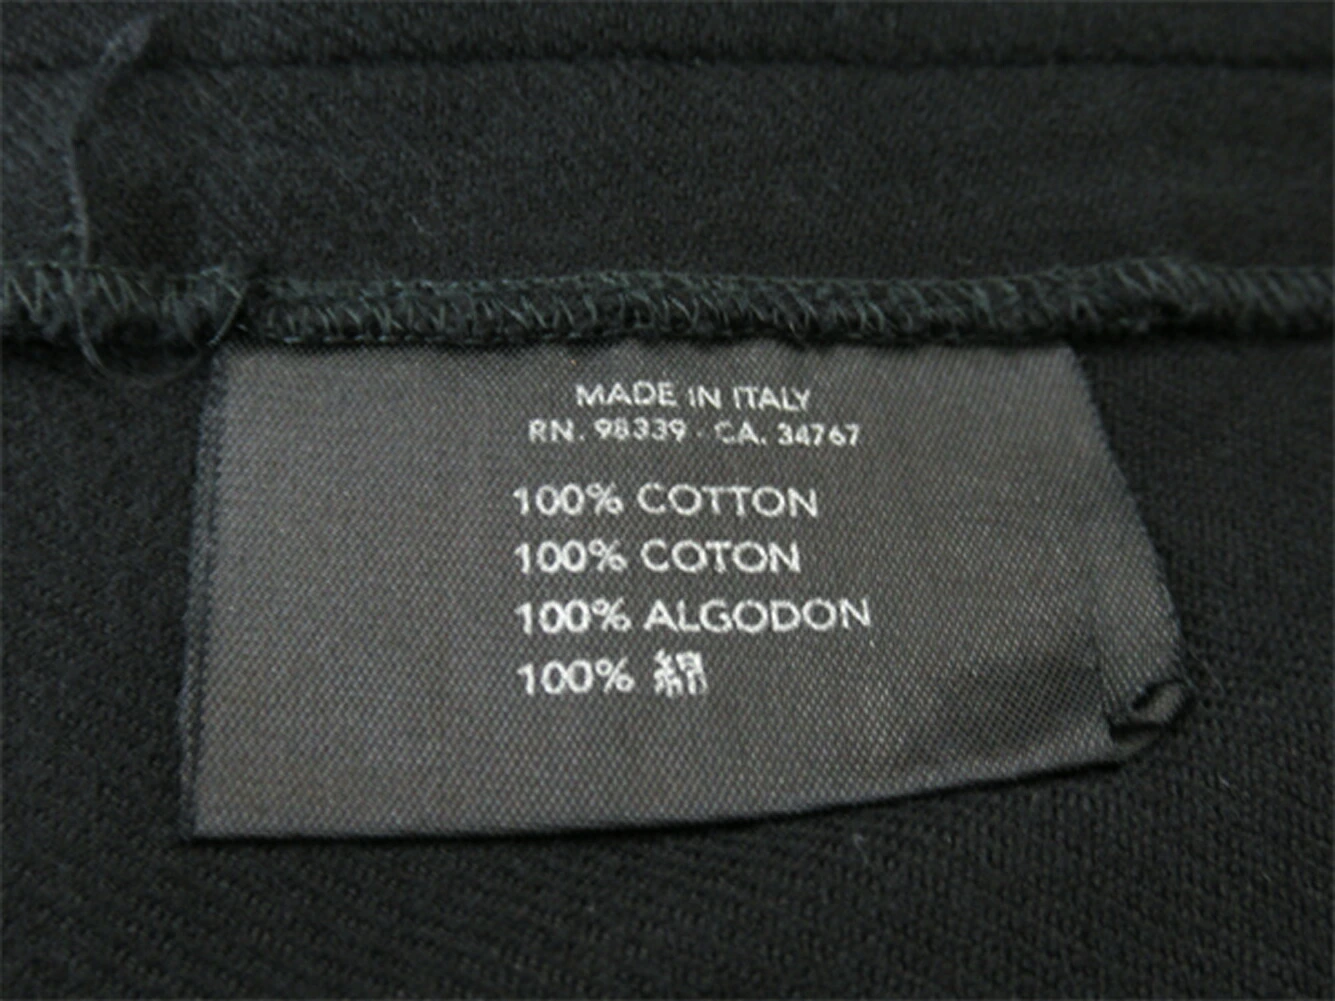 MADE IN ITALY
RN. 98339 - CA. 34767
100% COTTON
100% COTON
100% ALGODON
100% 綿